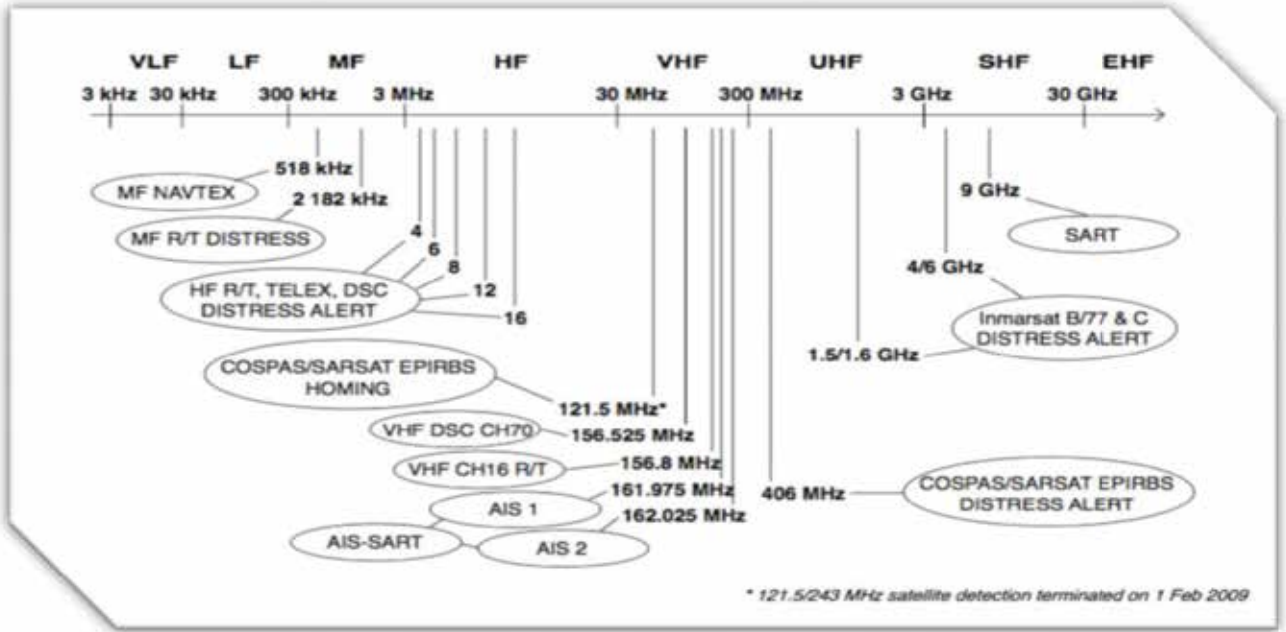 VLF LF MF HF VHF UHF SHF EHF
3 kHz 30 kHz 300 kHz 3 MHz 30 MHz 300 MHz 3 GHz 30 GHz
518 kHz
MF NAVTEX
2 182 kHz
MF R/T DISTRESS
4
6
8
12
16
HF R/T, TELEX, DSC
DISTRESS ALERT
9 GHz
SART
4/6 GHz
Inmarsat B/77 & C
DISTRESS ALERT
1.5/1.6 GHz
COSPAS/SARSAT EPIRBS
HOMING
121.5 MHz*
VHF DSC CH70
156.525 MHz
VHF CH16 R/T
156.8 MHz
AIS 1
161.975 MHz
162.025 MHz
AIS-SART
AIS 2
406 MHz
COSPAS/SARSAT EPIRBS
DISTRESS ALERT
* 121.5/243 MHz satellite detection terminated on 1 Feb 2009